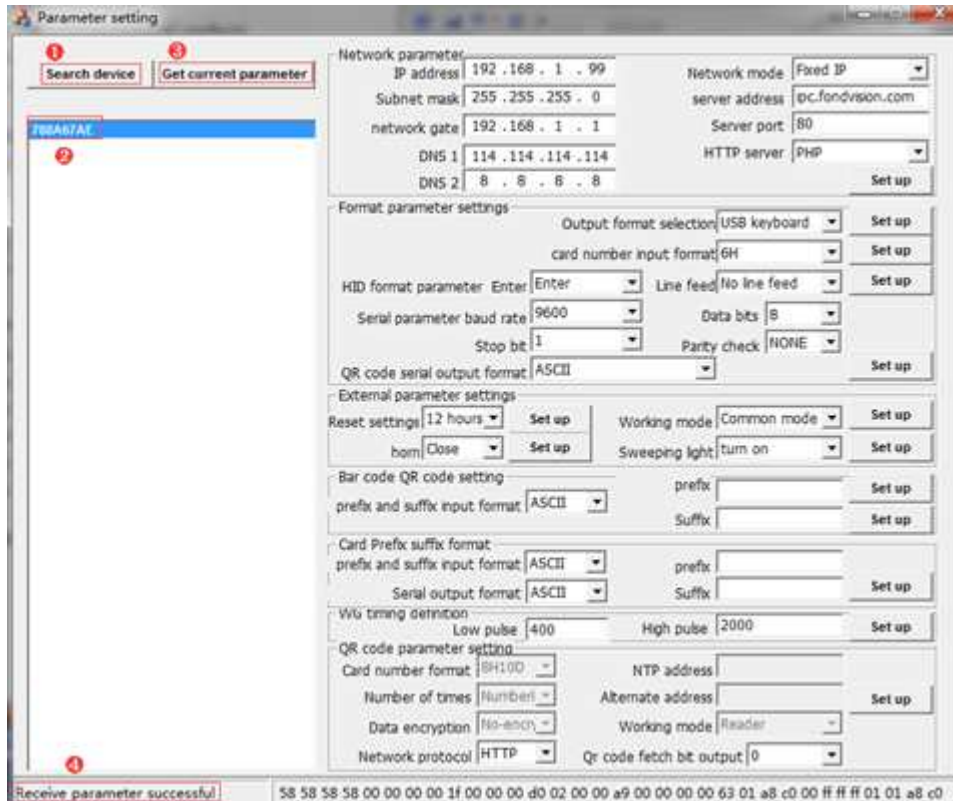 Parameter setting
1 3
Search device Get current parameter
788A67AE
2
Network parameter
IP address 192 . 168 . 1 . 99 Network mode Fixed IP
Subnet mask 255 . 255 . 255 . 0 server address ipc.fondvision.com
network gate 192 . 168 . 1 . 1 Server port 80
DNS 1 114 . 114 . 114 . 114 HTTP server PHP
DNS 2 8 . 8 . 8 . 8 Set up
Format parameter settings
Output format selection USB keyboard Set up
card number input format 6H Set up
HID format parameter Enter Enter Line feed No line feed Set up
Serial parameter baud rate 9600 Data bits 8
Stop bit 1 Parity check NONE
QR code serial output format ASCII Set up
External parameter settings
Reset settings 12 hours Set up Working mode Common mode Set up
horn Close Set up Sweeping light turn on Set up
Bar code QR code setting
prefix and suffix input format ASCII prefix Set up
Suffix Set up
Card Prefix suffix format
prefix and suffix input format ASCII prefix
Serial output format ASCII Suffix Set up
WG timing definition
Low pulse 400 High pulse 2000 Set up
QR code parameter setting
Card number format 8H10D NTP address
Number of times Numberl Alternate address Set up
Data encryption No-encr Working mode Reader
Network protocol HTTP Qr code fetch bit output 0
4
Receive parameter successful 58 58 58 58 00 00 00 00 1f 00 00 00 d0 02 00 00 a9 00 00 00 00 63 01 a8 c0 00 ff ff ff 01 01 a8 c0